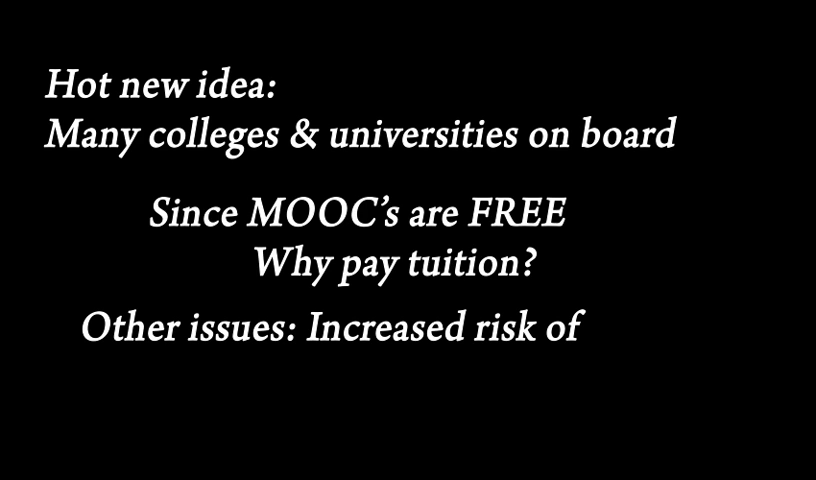 Hot new idea:
Many colleges & universities on board
Since MOOC’s are FREE
Why pay tuition?
Other issues: Increased risk of